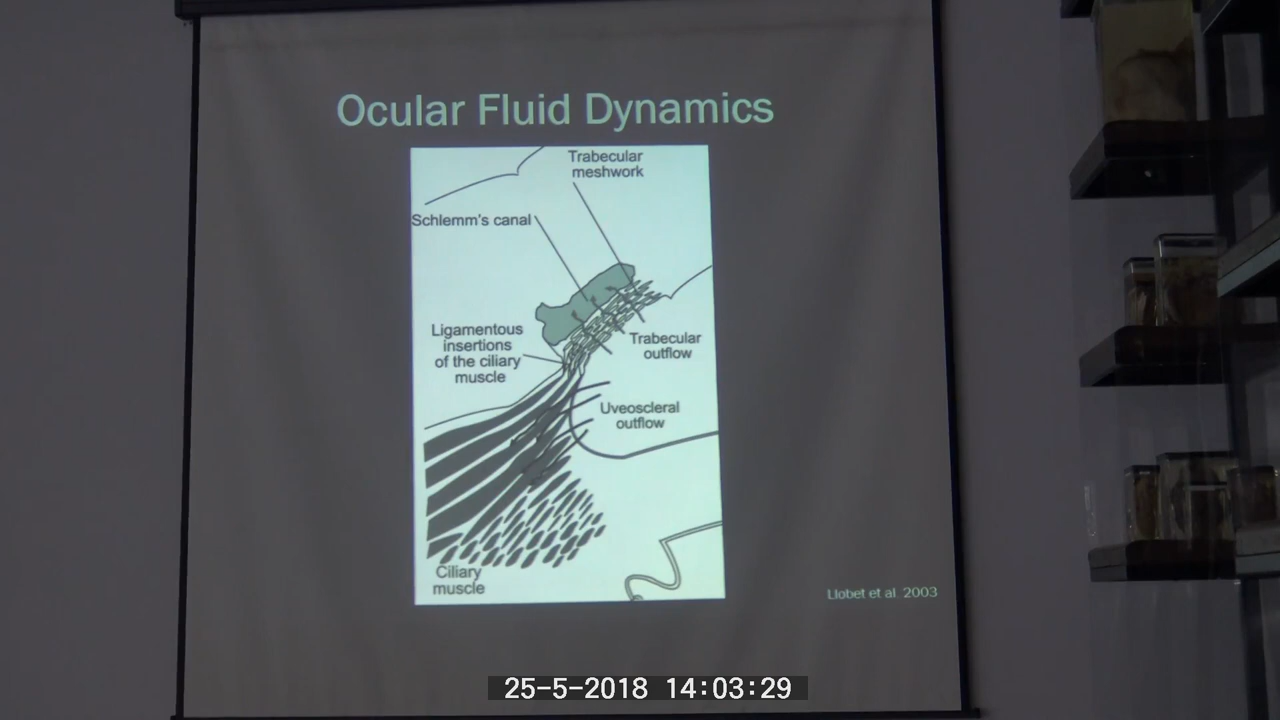 Ocular Fluid Dynamics
Trabecular
meshwork
Schlemm's canal
Ligamentous
insertions
of the ciliary
muscle
Trabecular
outflow
Uveoscleral
outflow
Ciliary
muscle
Llobet et al. 2003
25-5-2018 14:03:29